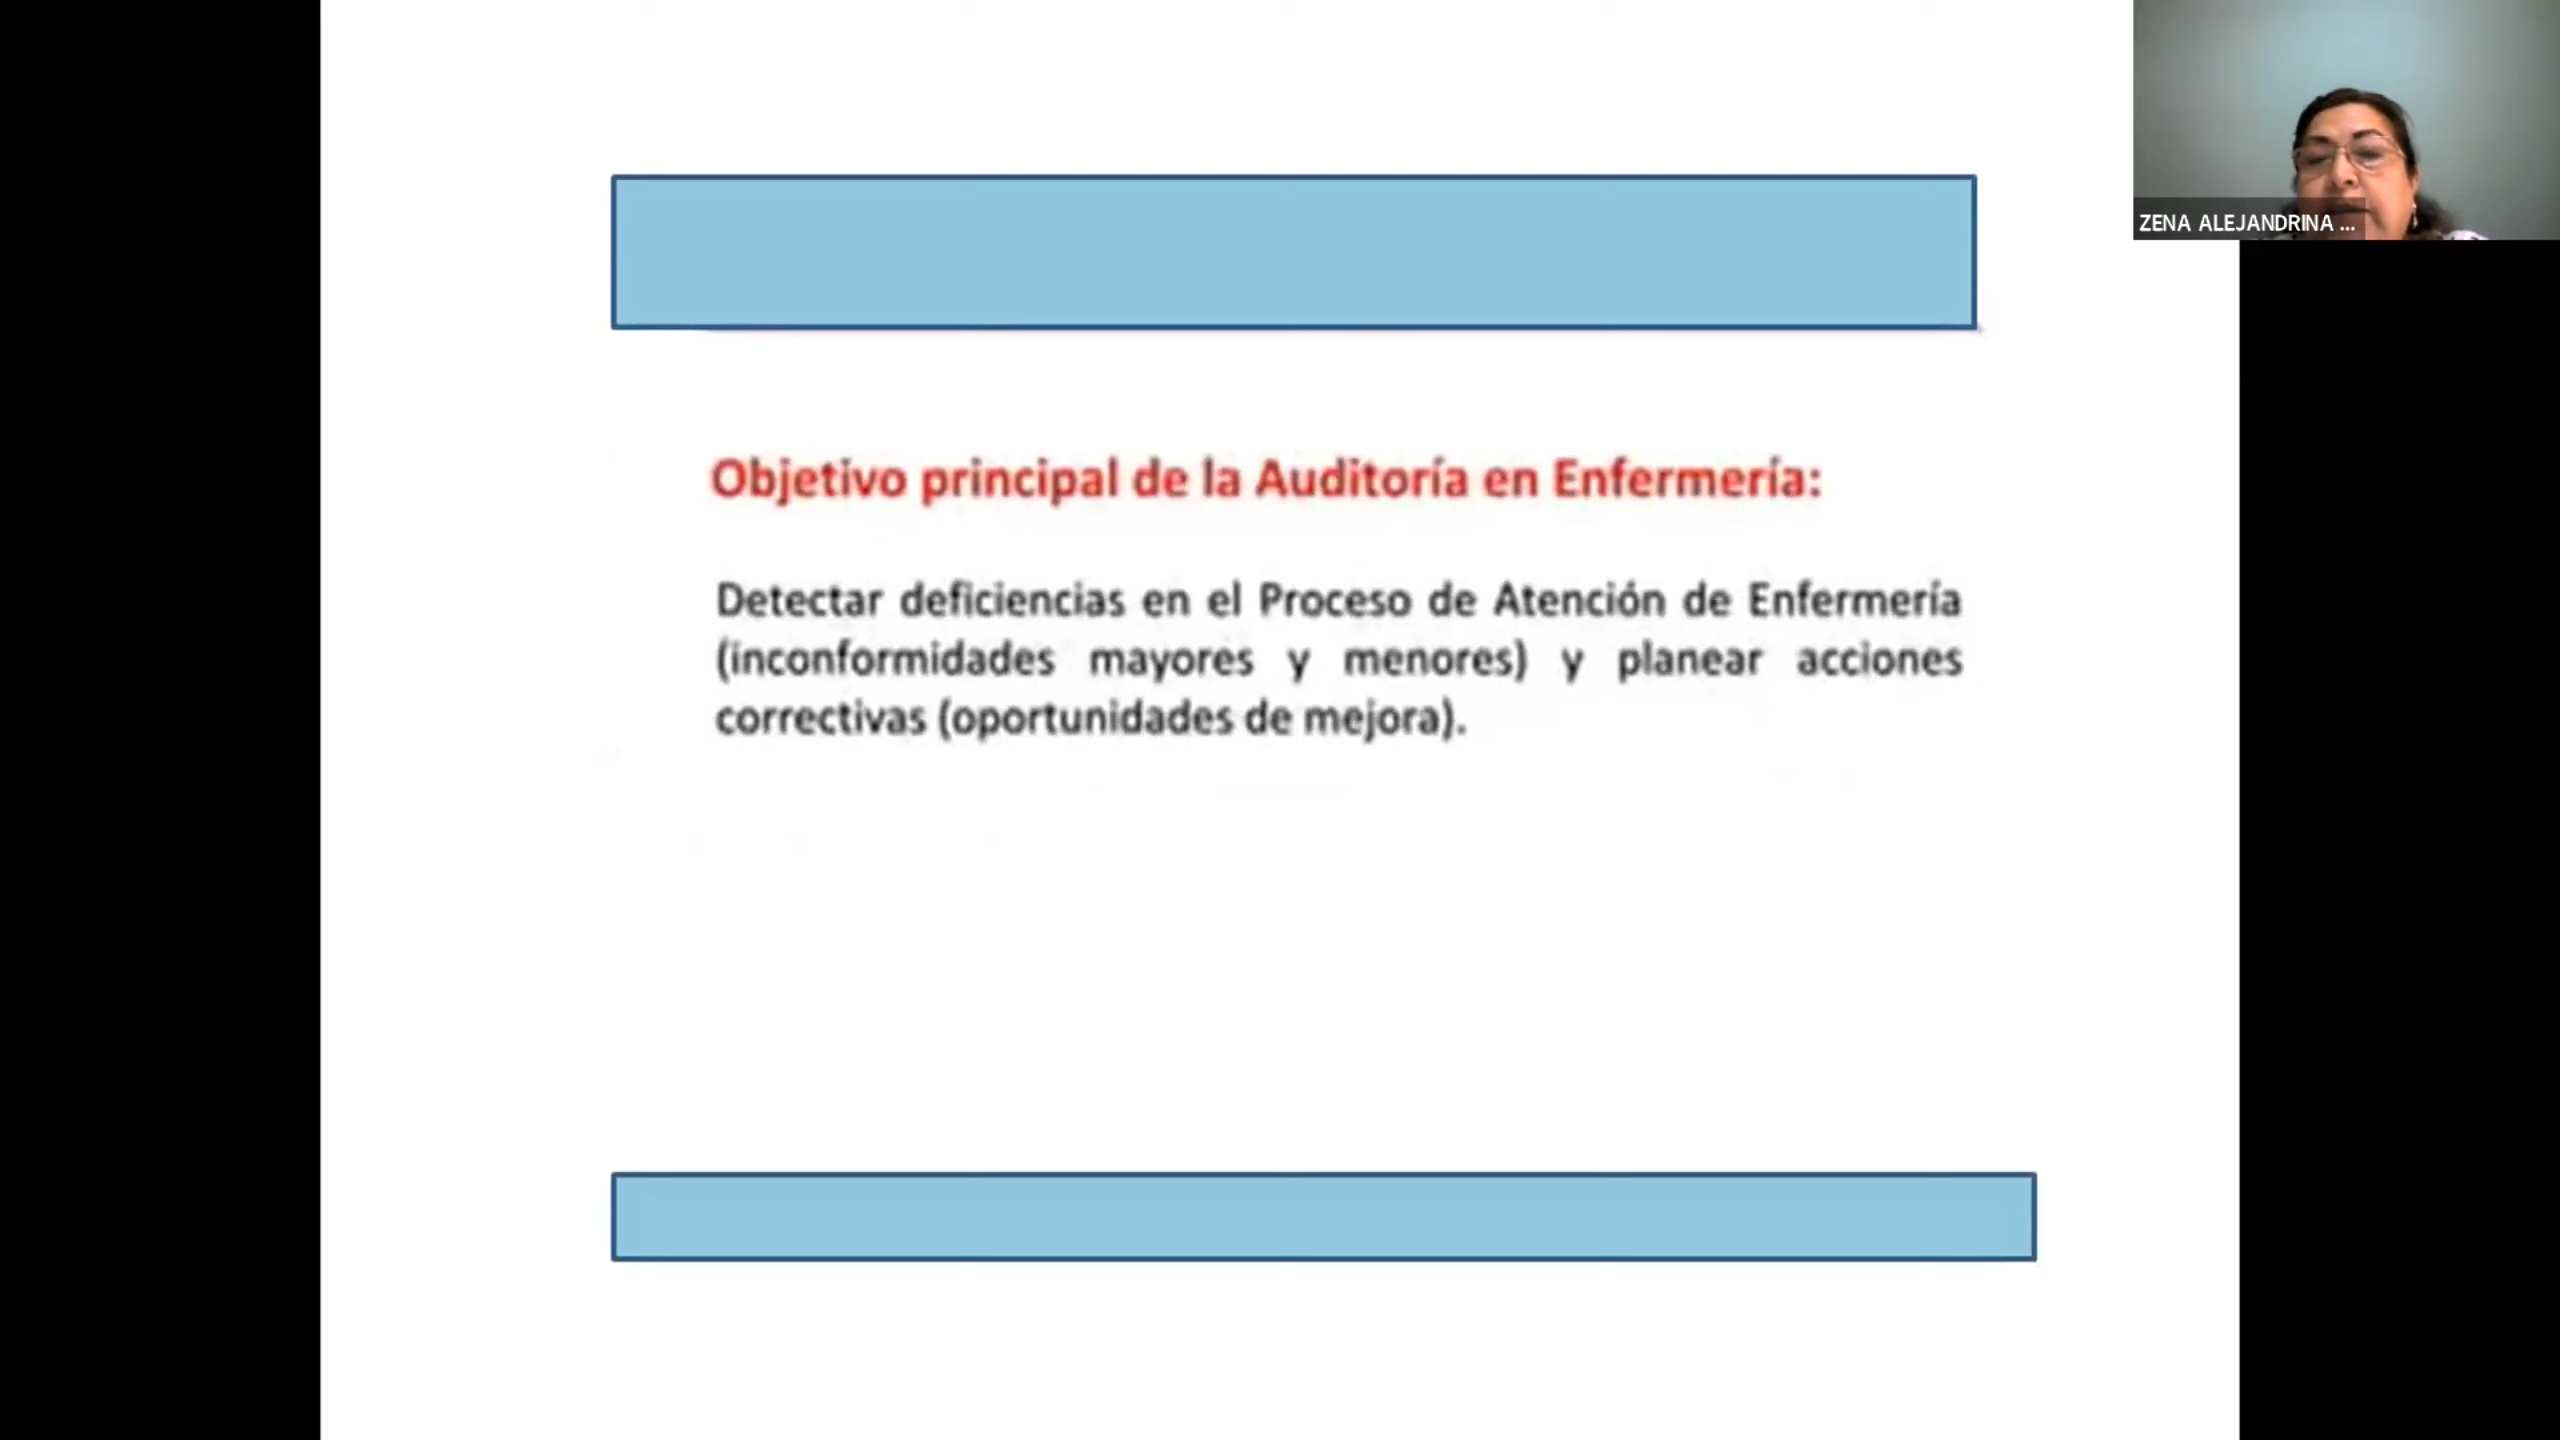 ZENA ALEJANDRINA ...
Objetivo principal de la Auditoría en Enfermería:
Detectar deficiencias en el Proceso de Atención de Enfermería
(inconformidades mayores y menores) y planear acciones
correctivas (oportunidades de mejora).